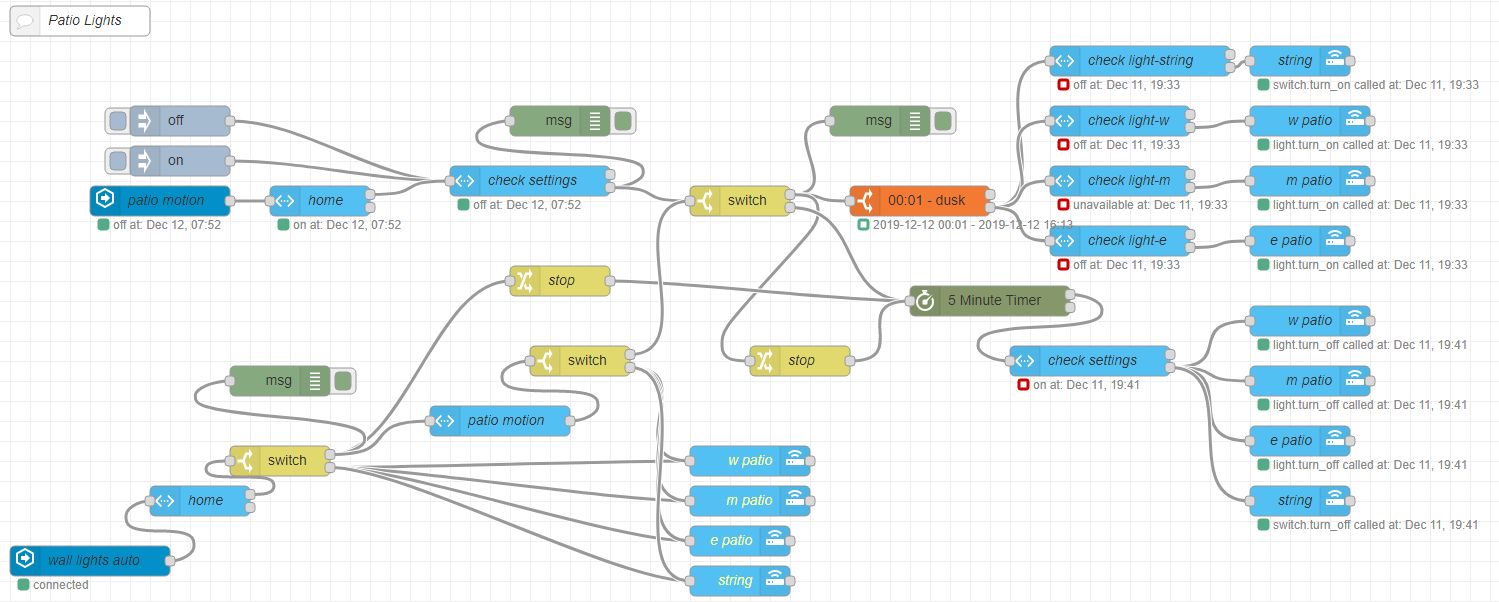 Patio Lights
check light-string
string
off at: Dec 11, 19:33
switch.turn_on called at: Dec 11, 19:33
off
msg
msg
check light-w
w patio
off at: Dec 11, 19:33
light.turn_on called at: Dec 11, 19:33
on
check settings
off at: Dec 12, 07:52
check light-m
m patio
unavailable at: Dec 11, 19:33
light.turn_on called at: Dec 11, 19:33
patio motion
off at: Dec 12, 07:52
home
on at: Dec 12, 07:52
switch
00:01 - dusk
2019-12-12 00:01 - 2019-12-12 16:13
check light-e
e patio
off at: Dec 11, 19:33
light.turn_on called at: Dec 11, 19:33
stop
5 Minute Timer
w patio
light.turn_off called at: Dec 11, 19:41
switch
stop
check settings
on at: Dec 11, 19:41
msg
m patio
light.turn_off called at: Dec 11, 19:41
patio motion
e patio
light.turn_off called at: Dec 11, 19:41
switch
w patio
home
m patio
string
switch.turn_off called at: Dec 11, 19:41
e patio
wall lights auto
connected
string